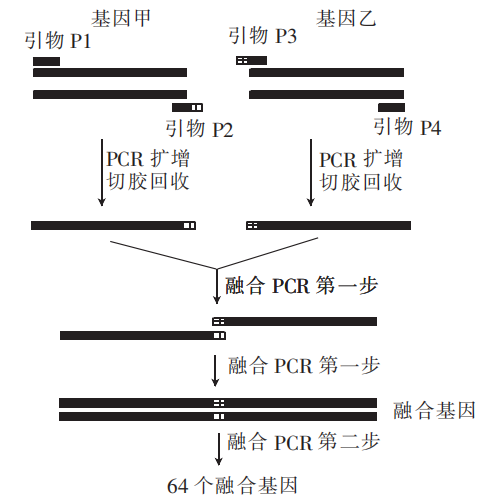 基因甲
基因乙
引物 P1
引物 P3
引物 P2
引物 P4
PCR 扩增
切胶回收
PCR 扩增
切胶回收
融合 PCR 第一步
融合 PCR 第一步
融合基因
融合 PCR 第二步
64 个融合基因